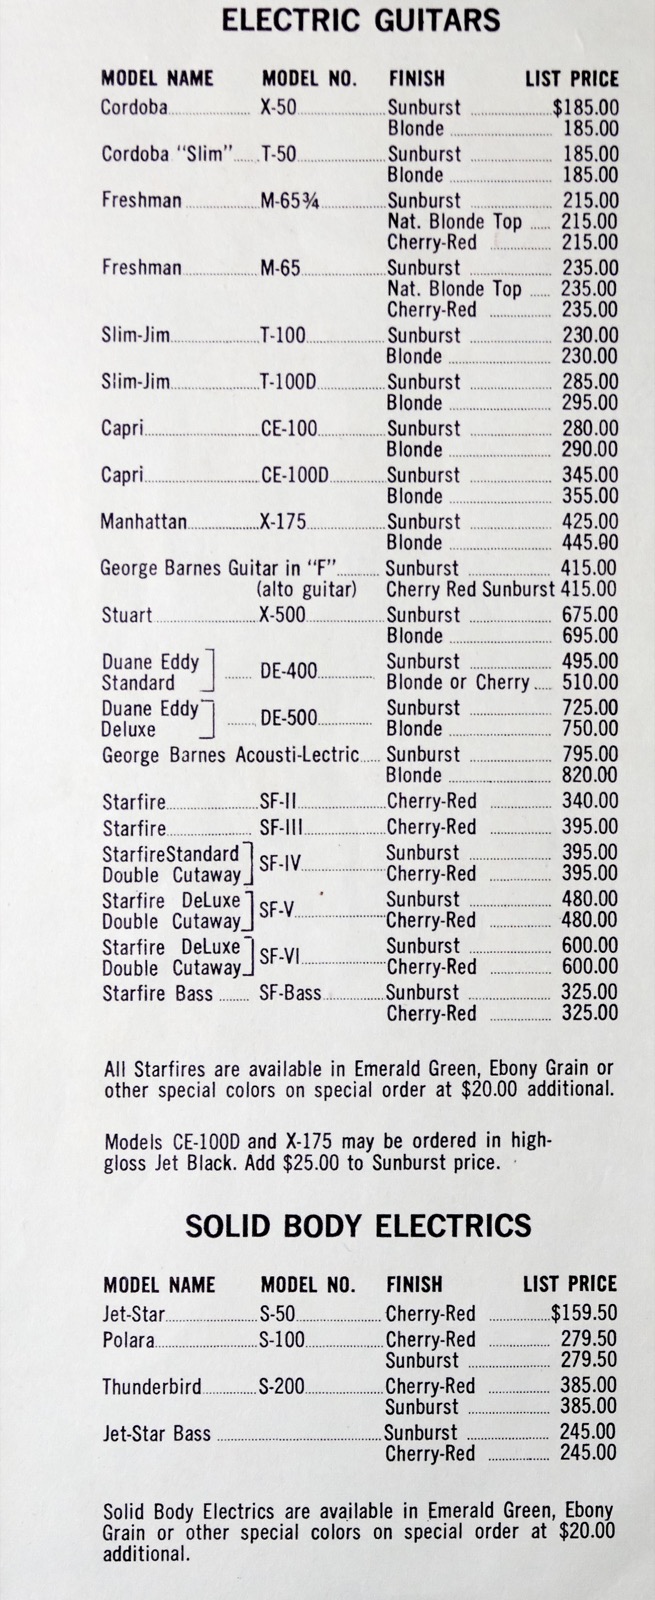 ELECTRIC GUITARS
MODEL NAME MODEL NO. FINISH LIST PRICE
Cordoba X-50 Sunburst $185.00
Blonde 185.00
Cordoba "Slim" T-50 Sunburst 185.00
Blonde 185.00
Freshman M-65¾ Sunburst 215.00
Nat. Blonde Top 215.00
Cherry-Red 215.00
Freshman M-65 Sunburst 235.00
Nat. Blonde Top 235.00
Cherry-Red 235.00
Slim-Jim T-100 Sunburst 230.00
Blonde 230.00
Slim-Jim T-100D Sunburst 285.00
Blonde 295.00
Capri CE-100 Sunburst 280.00
Blonde 290.00
Capri CE-100D Sunburst 345.00
Blonde 355.00
Manhattan X-175 Sunburst 425.00
Blonde 445.00
George Barnes Guitar in "F" Sunburst 415.00
(alto guitar) Cherry Red Sunburst 415.00
Stuart X-500 Sunburst 675.00
Blonde 695.00
Duane Eddy Standard DE-400 Sunburst 495.00
Blonde or Cherry 510.00
Duane Eddy Deluxe DE-500 Sunburst 725.00
Blonde 750.00
George Barnes Acousti-Lectric Sunburst 795.00
Blonde 820.00
Starfire SF-II Cherry-Red 340.00
Starfire SF-III Cherry-Red 395.00
StarfireStandard Double Cutaway SF-IV Sunburst 395.00
Cherry-Red 395.00
Starfire DeLuxe Double Cutaway SF-V Sunburst 480.00
Cherry-Red 480.00
Starfire DeLuxe Double Cutaway SF-VI Sunburst 600.00
Cherry-Red 600.00
Starfire Bass SF-Bass Sunburst 325.00
Cherry-Red 325.00
All Starfires are available in Emerald Green, Ebony Grain or
other special colors on special order at $20.00 additional.
Models CE-100D and X-175 may be ordered in high-
gloss Jet Black. Add $25.00 to Sunburst price.
SOLID BODY ELECTRICS
MODEL NAME MODEL NO. FINISH LIST PRICE
Jet-Star S-50 Cherry-Red $159.50
Polara S-100 Cherry-Red 279.50
Sunburst 279.50
Thunderbird S-200 Cherry-Red 385.00
Sunburst 385.00
Jet-Star Bass Sunburst 245.00
Cherry-Red 245.00
Solid Body Electrics are available in Emerald Green, Ebony
Grain or other special colors on special order at $20.00
additional.